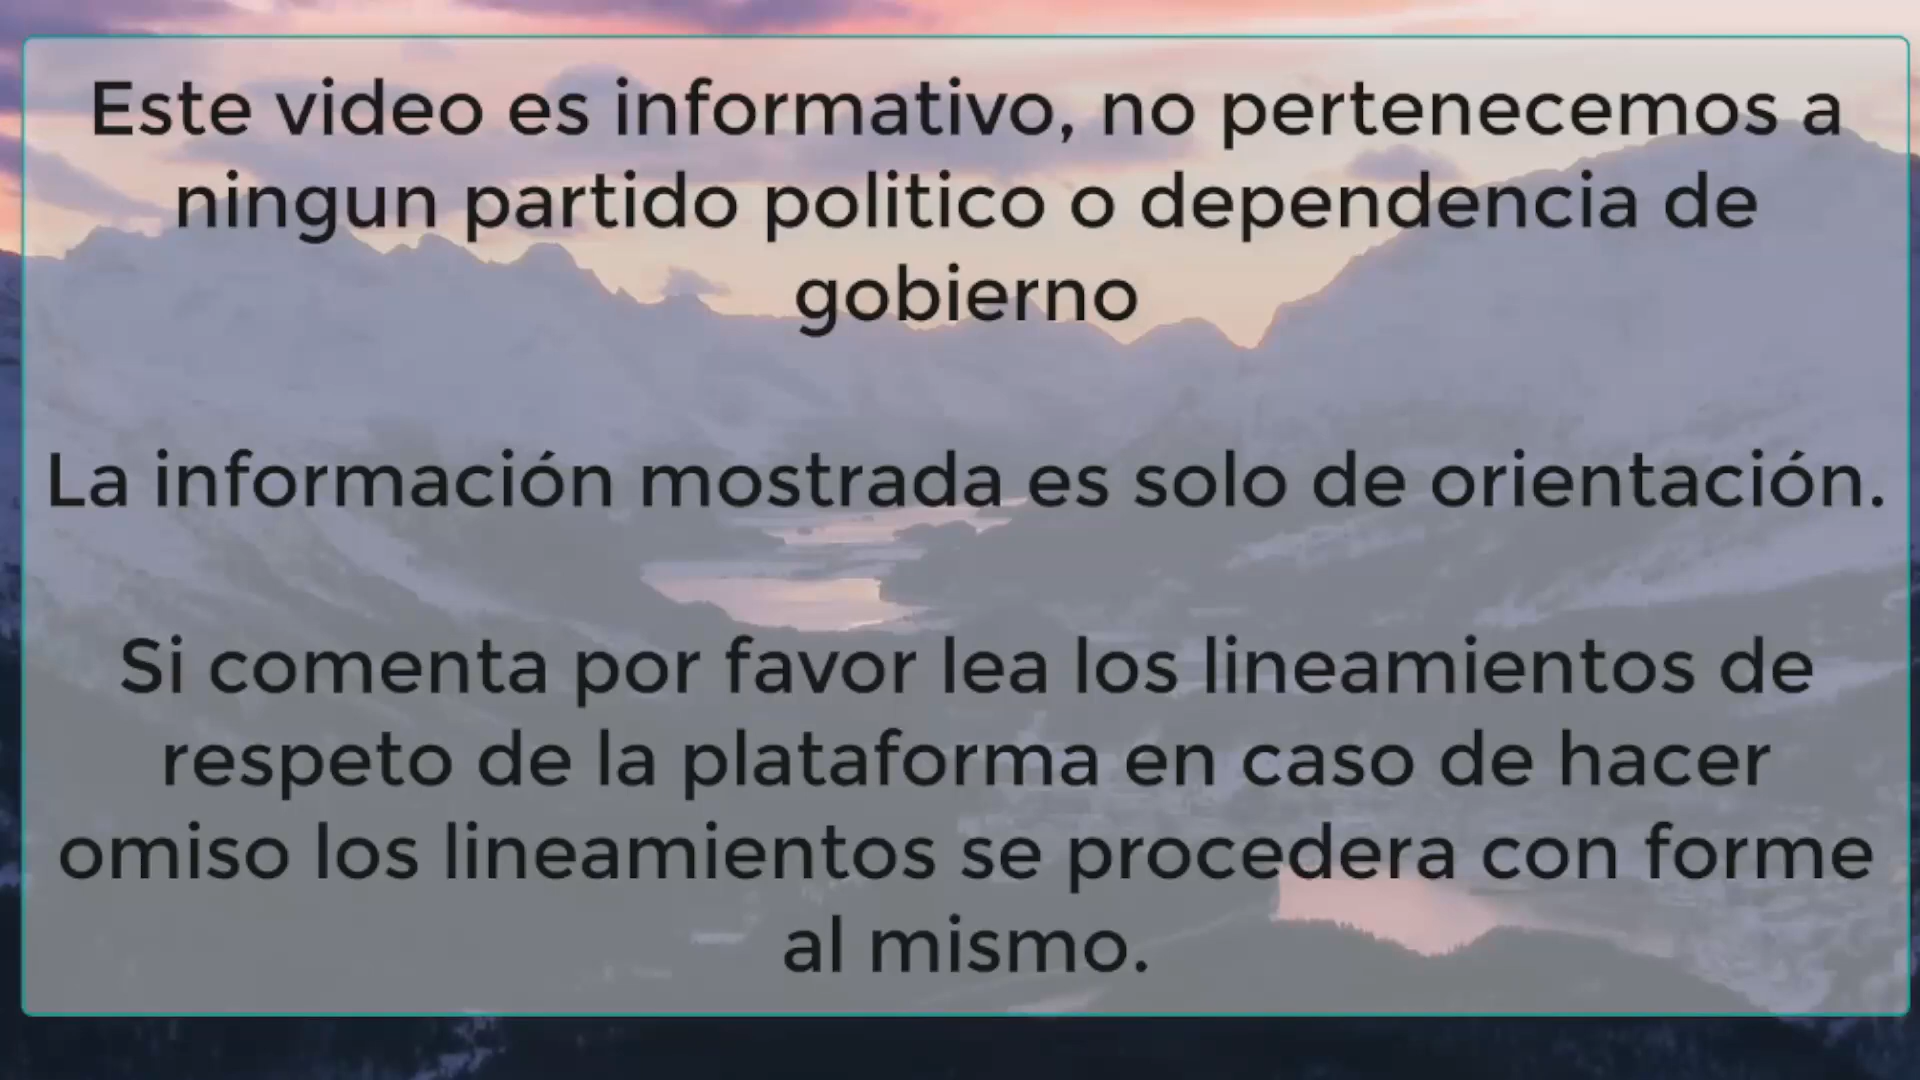 Este video es informativo, no pertenecemos a
ningun partido politico o dependencia de
gobierno
La información mostrada es solo de orientación.
Si comenta por favor lea los lineamientos de
respeto de la plataforma en caso de hacer
omiso los lineamientos se procedera con forme
al mismo.